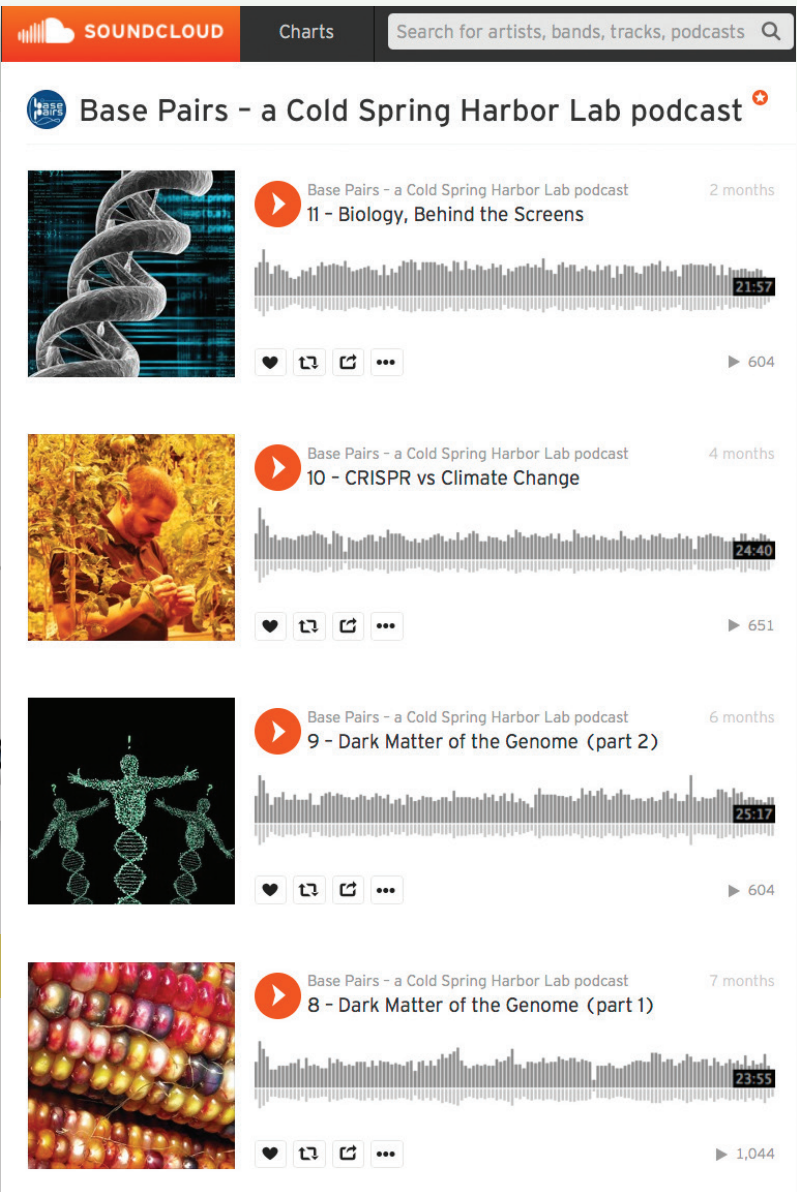 SOUNDCLOUD
Charts
Search for artists, bands, tracks, podcasts
base
pairs
Base Pairs – a Cold Spring Harbor Lab podcast
Base Pairs – a Cold Spring Harbor Lab podcast
2 months
11 – Biology, Behind the Screens
21:57
604
Base Pairs – a Cold Spring Harbor Lab podcast
4 months
10 – CRISPR vs Climate Change
24:40
651
Base Pairs – a Cold Spring Harbor Lab podcast
6 months
9 – Dark Matter of the Genome (part 2)
25:17
? ! ?
604
Base Pairs – a Cold Spring Harbor Lab podcast
7 months
8 – Dark Matter of the Genome (part 1)
23:55
1,044